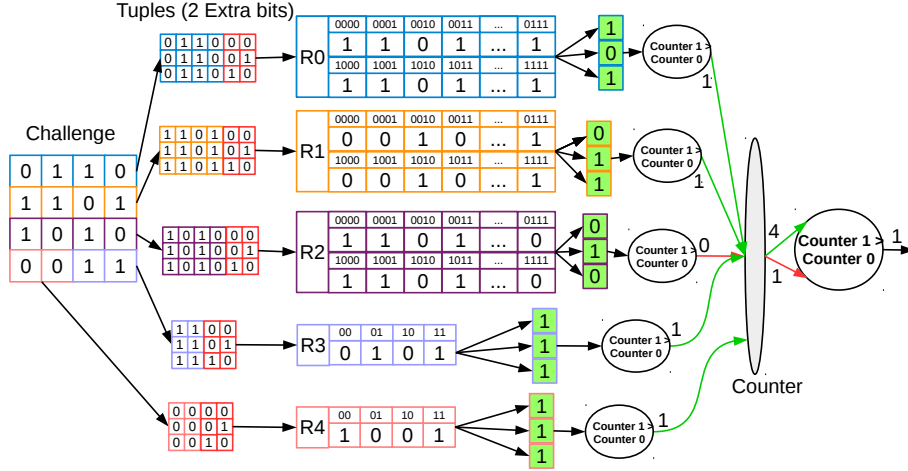 Tuples (2 Extra bits)
0 1 1 0 0 0
0 1 1 0 0 1
0 1 1 0 1 0
R0
0000 0001 0010 0011 ... 0111
1 1 0 1 ... 1
1000 1001 1010 1011 ... 1111
1 1 0 1 ... 1
1
0
1
Counter 1 >
Counter 0
1
Challenge
0 1 1 0
1 1 0 1
1 0 1 0
0 0 1 1
1 1 0 1 0 0
1 1 0 1 0 1
1 1 0 1 1 0
R1
0000 0001 0010 0011 ... 0111
0 0 1 0 ... 1
1000 1001 1010 1011 ... 1111
0 0 1 0 ... 1
0
1
1
Counter 1 >
Counter 0
1
1 0 1 0 0 0
1 0 1 0 0 1
1 0 1 0 1 0
R2
0000 0001 0010 0011 ... 0111
1 1 0 1 ... 0
1000 1001 1010 1011 ... 1111
1 1 1 0 ... 0
0
1
0
Counter 1 >
Counter 0
0
4
1
Counter 1 >
Counter 0
1
1 1 0 0
1 1 0 1
1 1 1 0
R3
00 01 10 11
0 1 0 1
1
1
1
Counter 1 >
Counter 0
1
Counter
0 0 0 0
0 0 0 1
0 0 1 0
R4
00 01 10 11
1 0 0 1
1
1
1
Counter 1 >
Counter 0
1